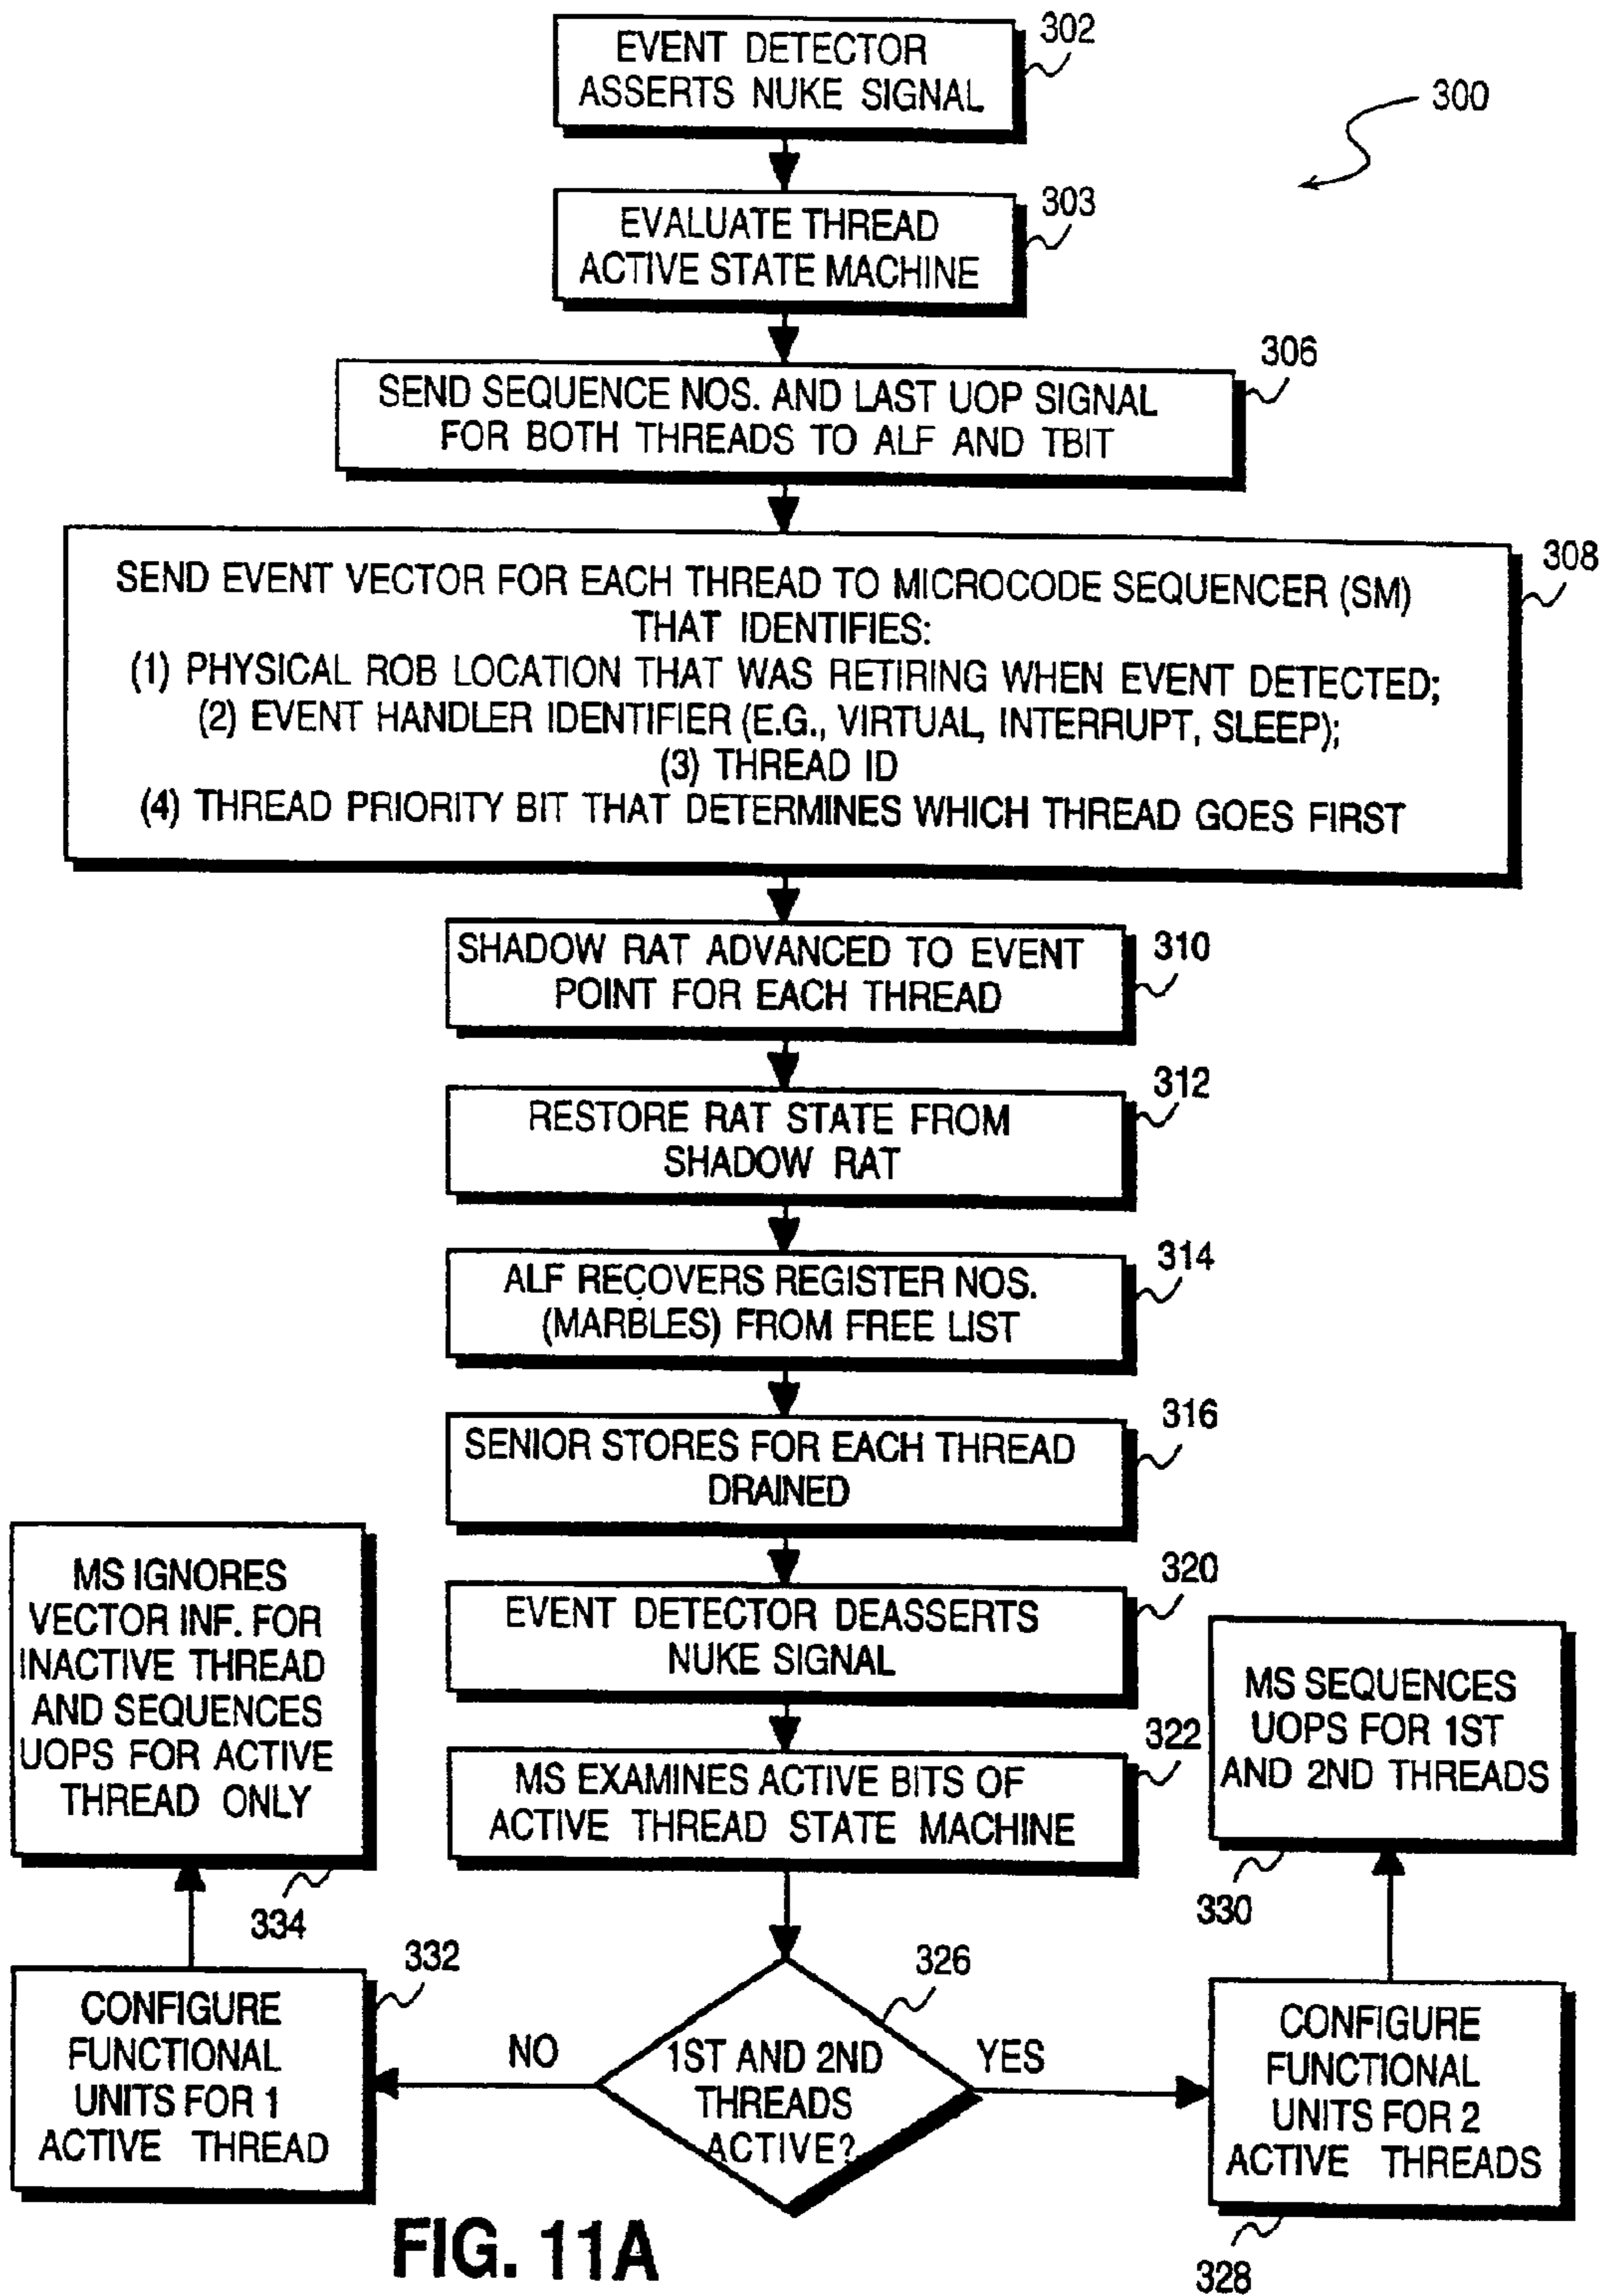 302
EVENT DETECTOR
ASSERTS NUKE SIGNAL
300
303
EVALUATE THREAD
ACTIVE STATE MACHINE
306
SEND SEQUENCE NOS. AND LAST UOP SIGNAL
FOR BOTH THREADS TO ALF AND TBIT
308
SEND EVENT VECTOR FOR EACH THREAD TO MICROCODE SEQUENCER (SM)
THAT IDENTIFIES:
(1) PHYSICAL ROB LOCATION THAT WAS RETIRING WHEN EVENT DETECTED;
(2) EVENT HANDLER IDENTIFIER (E.G., VIRTUAL, INTERRUPT, SLEEP);
(3) THREAD ID
(4) THREAD PRIORITY BIT THAT DETERMINES WHICH THREAD GOES FIRST
310
SHADOW RAT ADVANCED TO EVENT
POINT FOR EACH THREAD
312
RESTORE RAT STATE FROM
SHADOW RAT
314
ALF RECOVERS REGISTER NOS.
(MARBLES) FROM FREE LIST
316
SENIOR STORES FOR EACH THREAD
DRAINED
320
EVENT DETECTOR DEASSERTS
NUKE SIGNAL
322
MS EXAMINES ACTIVE BITS OF
ACTIVE THREAD STATE MACHINE
MS IGNORES
VECTOR INF. FOR
INACTIVE THREAD
AND SEQUENCES
UOPS FOR ACTIVE
THREAD ONLY
334
MS SEQUENCES
UOPS FOR 1ST
AND 2ND THREADS
330
332
CONFIGURE
FUNCTIONAL
UNITS FOR 1
ACTIVE THREAD
NO
326
1ST AND 2ND
THREADS
ACTIVE?
YES
CONFIGURE
FUNCTIONAL
UNITS FOR 2
ACTIVE THREADS
328
FIG. 11A